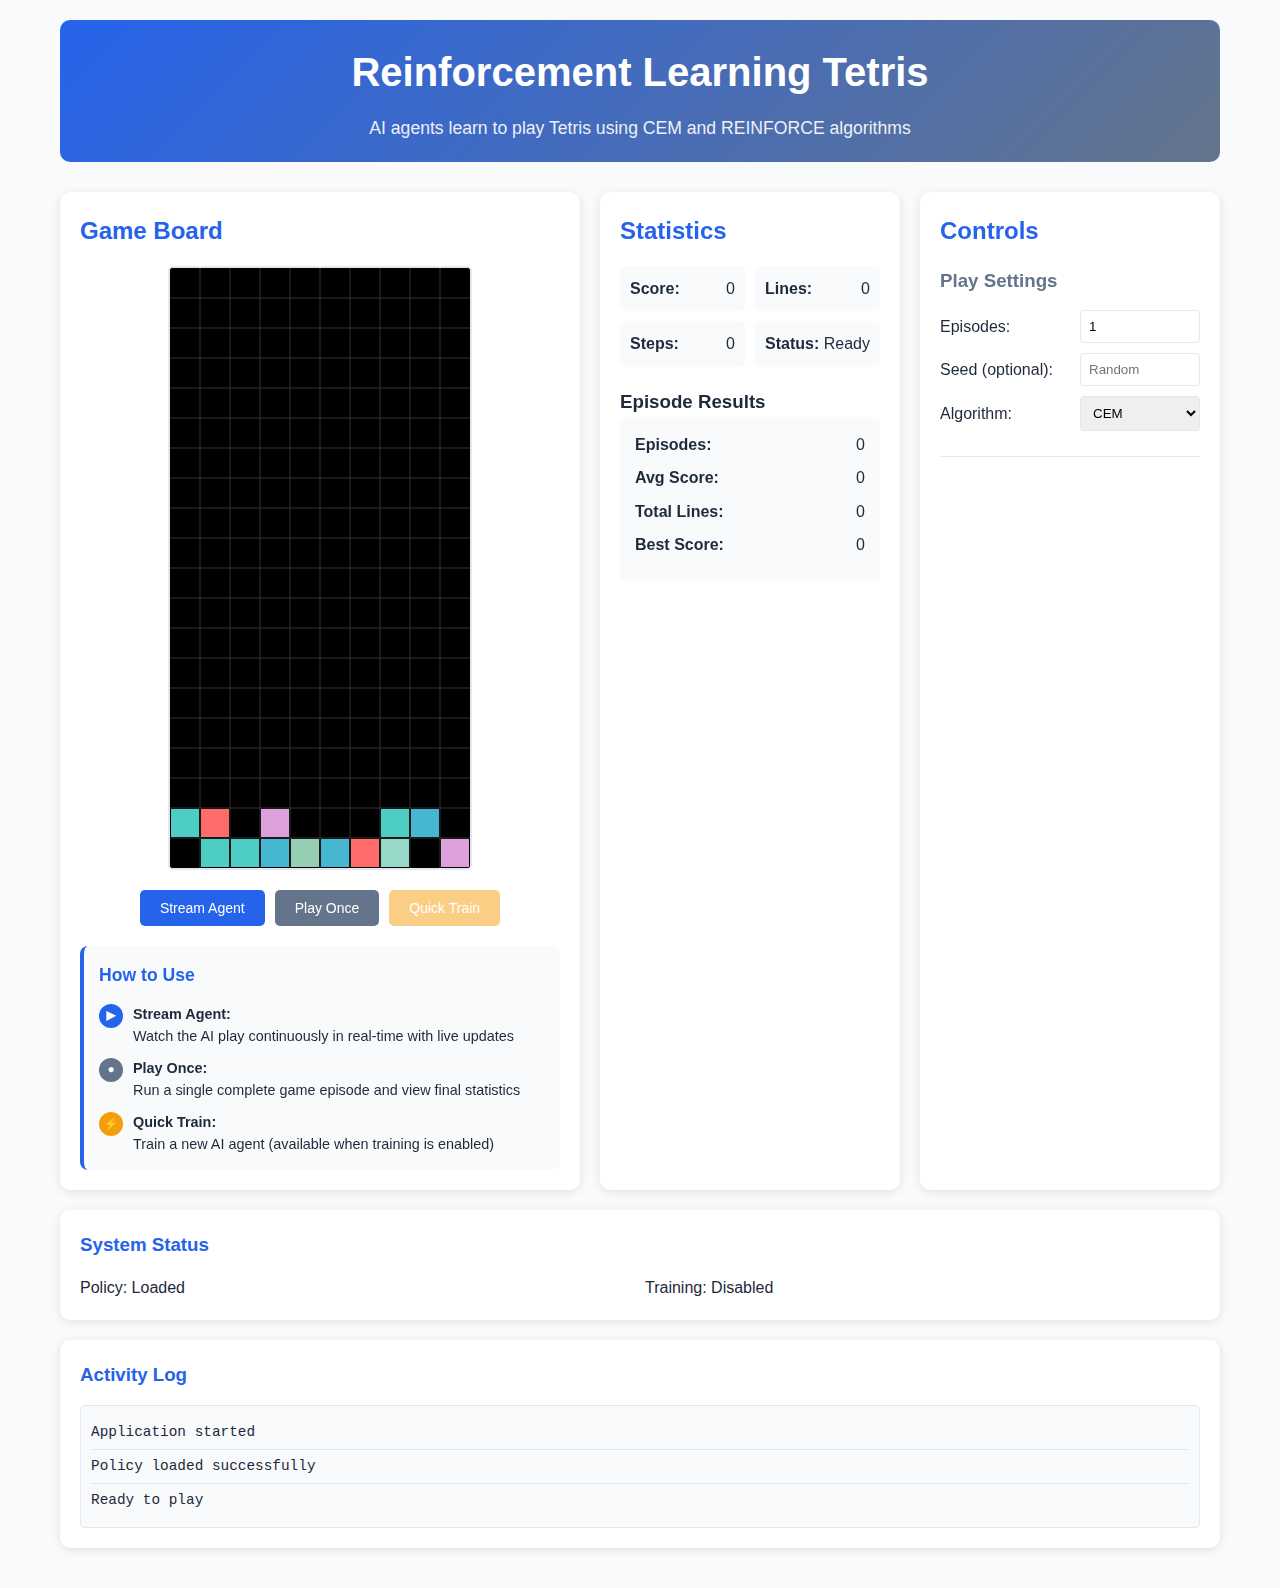 Reinforcement Learning Tetris
AI agents learn to play Tetris using CEM and REINFORCE algorithms
Game Board
Stream Agent
Play Once
Quick Train
How to Use
Stream Agent:
Watch the AI play continuously in real-time with live updates
Play Once:
Run a single complete game episode and view final statistics
Quick Train:
Train a new AI agent (available when training is enabled)
Statistics
Score: 0
Lines: 0
Steps: 0
Status: Ready
Episode Results
Episodes: 0
Avg Score: 0
Total Lines: 0
Best Score: 0
Controls
Play Settings
Episodes: 1
Seed (optional): Random
Algorithm: CEM
System Status
Policy: Loaded
Training: Disabled
Activity Log
Application started
Policy loaded successfully
Ready to play